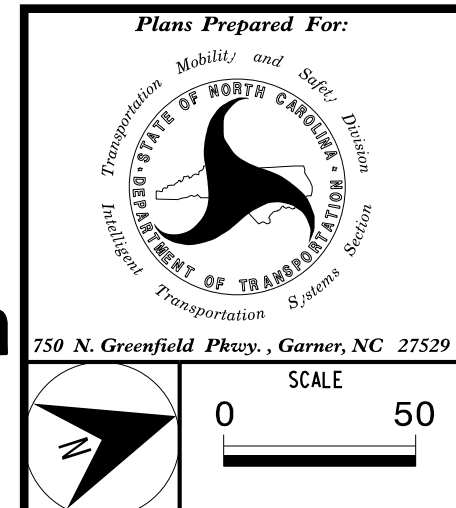 Plans Prepared For:
Transportation Mobility and Safety Division
STATE OF NORTH CAROLINA
DEPARTMENT OF TRANSPORTATION
Intelligent Transportation Systems Section
750 N. Greenfield Pkwy. , Garner, NC 27529
N
SCALE
0 50